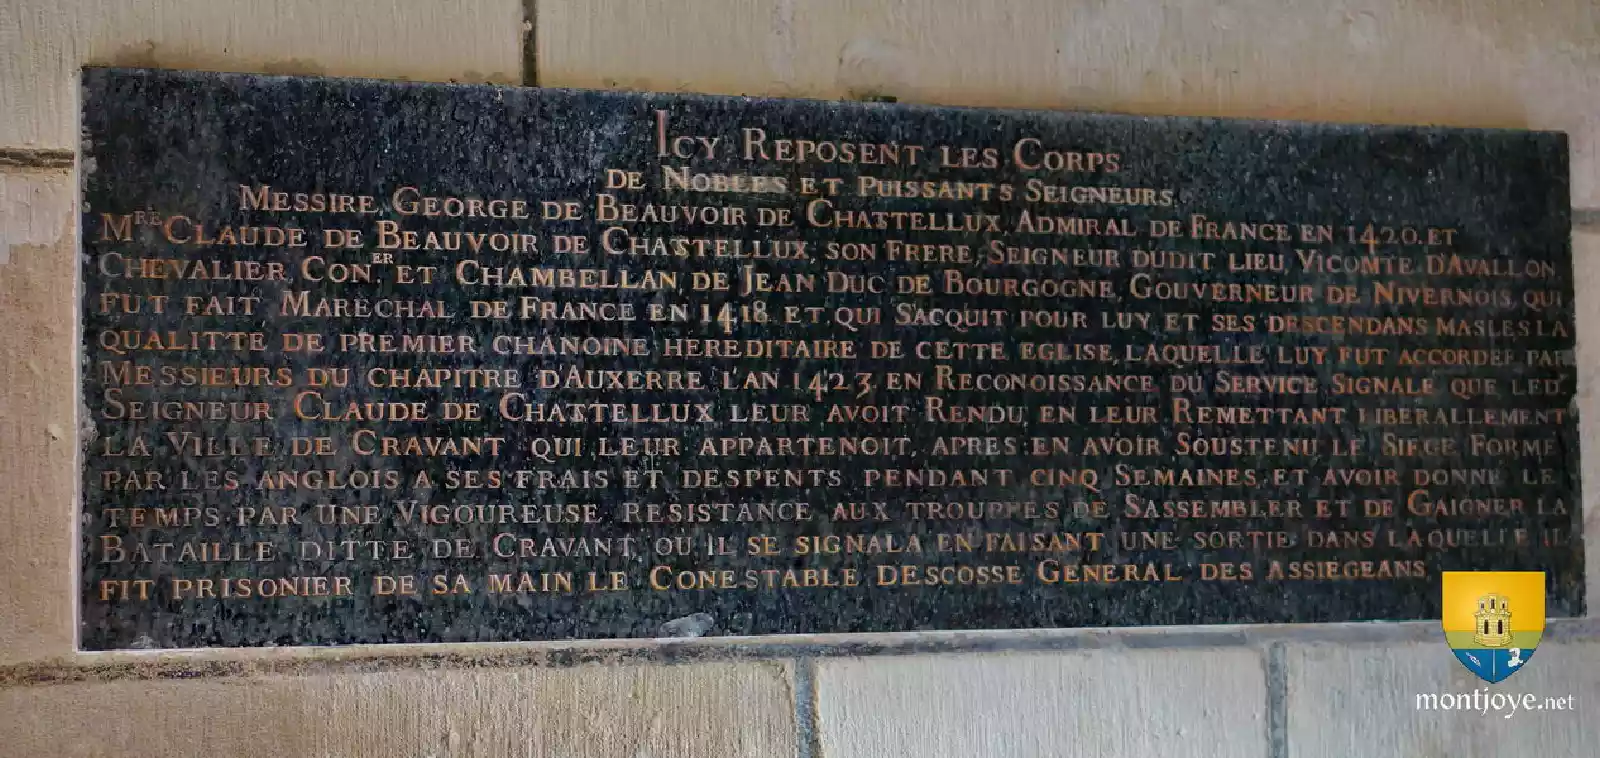 ICY REPOSENT LES CORPS
DE NOBLES ET PUISSANTS SEIGNEURS
MESSIRE, GEORGE DE BEAUVOIR DE CHASTELLUX, ADMIRAL DE FRANCE EN 1420. ET
MRE CLAUDE DE BEAUVOIR DE CHASTELLUX, SON FRERE, SEIGNEUR DUDIT LIEU, VICOMTE D'AVALLON
CHEVALIER CONER ET CHAMBELLAN, DE JEAN DUC DE BOURGOGNE, GOUVERNEUR DE NIVERNOIS, QUI
FUT FAIT MARECHAL DE FRANCE EN 1418. ET QUI SACQUIT POUR LUY ET SES DESCENDANS MASLES LA
QUALITTÉ DE PREMIER CHANOINE HEREDITAIRE DE CETTE EGLISE, LAQUELLE LUY FUT ACCORDEE PAR
MESSIEURS DU CHAPITRE D'AUXERRE L'AN 1423. EN RECONOISSANCE DU SERVICE SIGNALE QUE LED.
SEIGNEUR CLAUDE DE CHASTELLUX LEUR AVOIT RENDU EN LEUR REMETTANT LIBERALLEMENT
LA VILLE DE CRAVANT QUI LEUR APPARTENOIT, APRES EN AVOIR SOUSTENU LE SIEGE FORMÉ
PAR LES ANGLOIS A SES FRAIS ET DESPENTS PENDANT CINQ SEMAINES, ET AVOIR DONNÉ LE
TEMPS PAR UNE VIGOUREUSE RESISTANCE AUX TROUPPES DE SASSEMBLER ET DE GAIGNER LA
BATAILLE DITTE DE CRAVANT, OU IL SE SIGNALA EN FAISANT UNE SORTIE DANS LAQUELLE IL
FIT PRISONIER DE SA MAIN LE CONESTABLE DESCOSSE GENERAL DES ASSIEGEANS.
montjoye.net